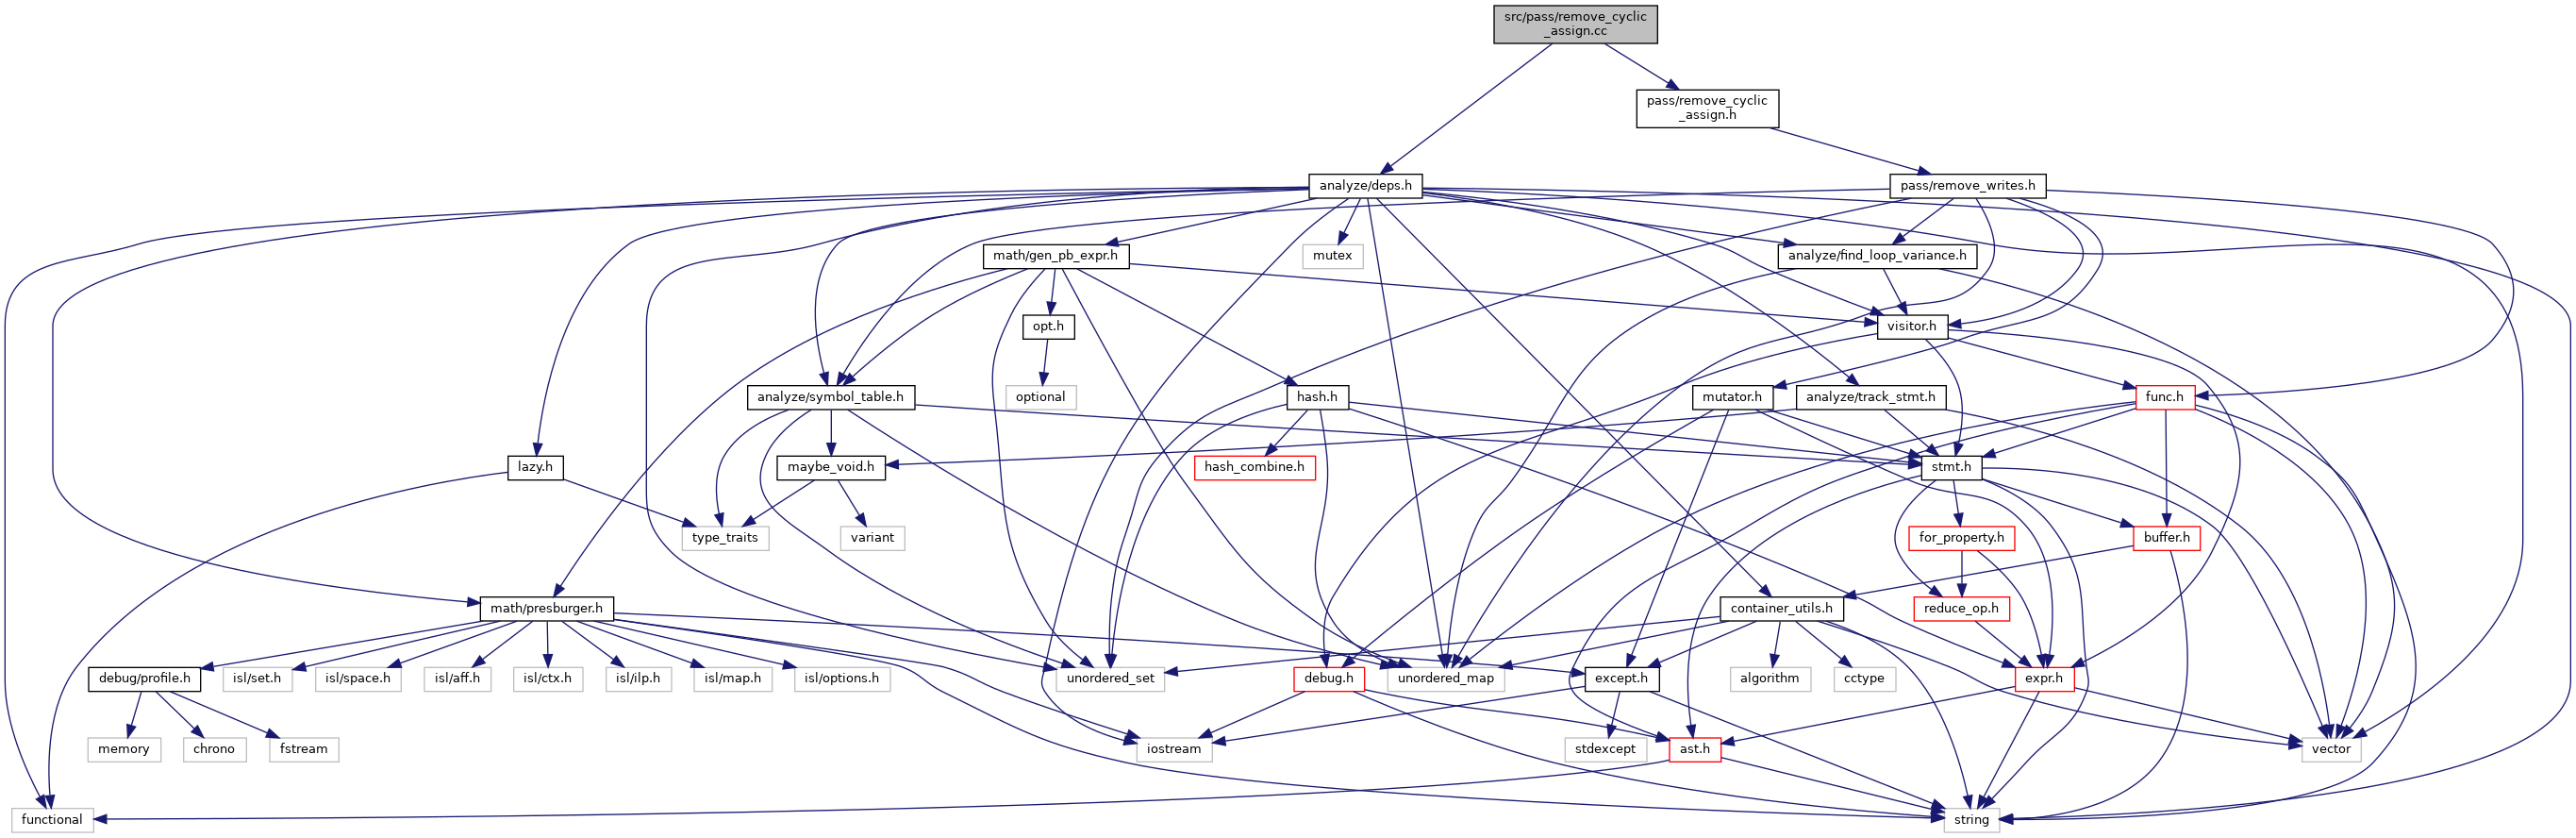 src/pass/remove_cyclic
_assign.cc
pass/remove_cyclic
_assign.h
analyze/deps.h
pass/remove_writes.h
math/gen_pb_expr.h
mutex
analyze/find_loop_variance.h
opt.h
visitor.h
analyze/symbol_table.h
optional
hash.h
mutator.h
analyze/track_stmt.h
func.h
lazy.h
maybe_void.h
hash_combine.h
stmt.h
type_traits
variant
for_property.h
buffer.h
math/presburger.h
container_utils.h
reduce_op.h
debug/profile.h
isl/set.h
isl/space.h
isl/aff.h
isl/ctx.h
isl/ilp.h
isl/map.h
isl/options.h
unordered_set
debug.h
unordered_map
except.h
algorithm
cctype
expr.h
memory
chrono
fstream
iostream
stdexcept
ast.h
vector
functional
string